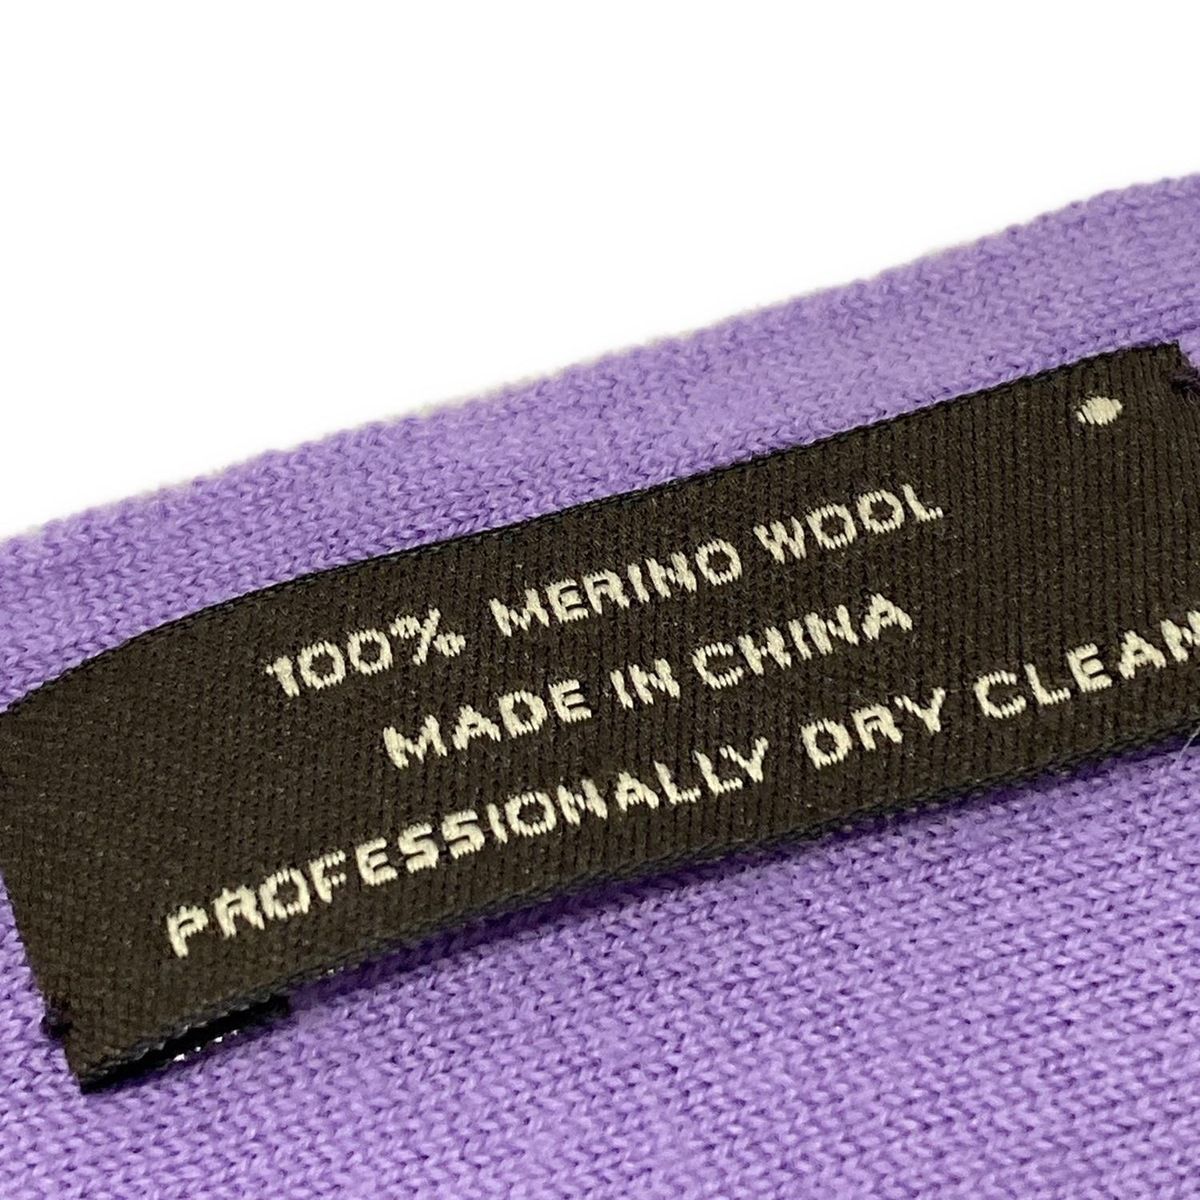 100% MERINO WOOL
MADE IN CHINA
PROFESSIONALLY DRY CLEAN